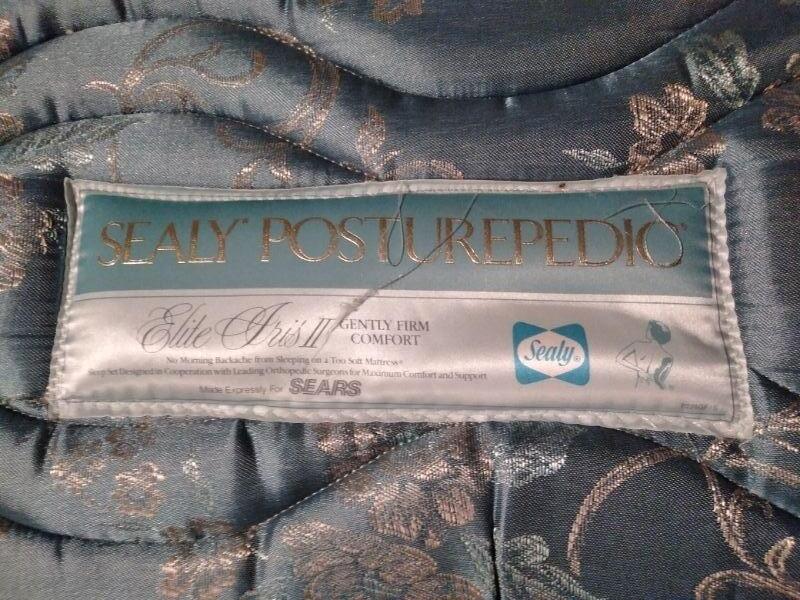 SEALY™ POSTUREPEDIC®
Elite Iris II
GENTLY FIRM
COMFORT
No Morning Backache from Sleeping on a Too Soft Mattress®
Sleep Set Designed in Cooperation with Leading Orthopedic Surgeons for Maximum Comfort and Support
Made Expressly For SEARS
Sealy®